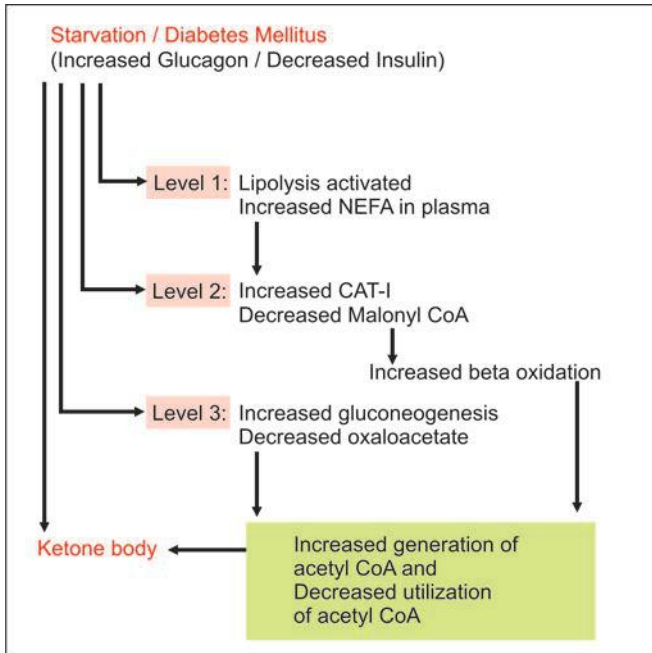 Starvation / Diabetes Mellitus
(Increased Glucagon / Decreased Insulin)
Level 1: Lipolysis activated
Increased NEFA in plasma
Level 2: Increased CAT-I
Decreased Malonyl CoA
Increased beta oxidation
Level 3: Increased gluconeogenesis
Decreased oxaloacetate
Ketone body
Increased generation of
acetyl CoA and
Decreased utilization
of acetyl CoA